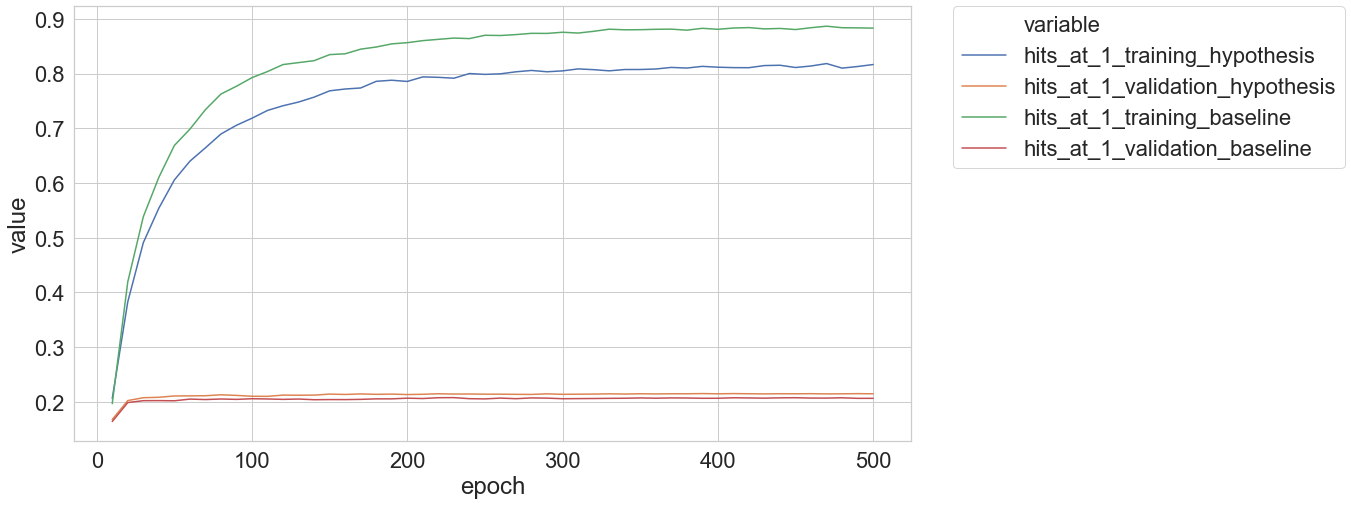 0.9
0.8
0.7
0.6
0.5
0.4
0.3
0.2
value
0
100
200
300
400
500
epoch
variable
hits_at_1_training_hypothesis
hits_at_1_validation_hypothesis
hits_at_1_training_baseline
hits_at_1_validation_baseline